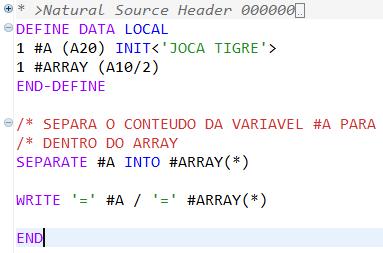 * >Natural Source Header 000000..
DEFINE DATA LOCAL
1 #A (A20) INIT<'JOCA TIGRE'>
1 #ARRAY (A10/2)
END-DEFINE
/* SEPARA O CONTEUDO DA VARIAVEL #A PARA
/* DENTRO DO ARRAY
SEPARATE #A INTO #ARRAY(*)
WRITE '=' #A / '=' #ARRAY(*)
END